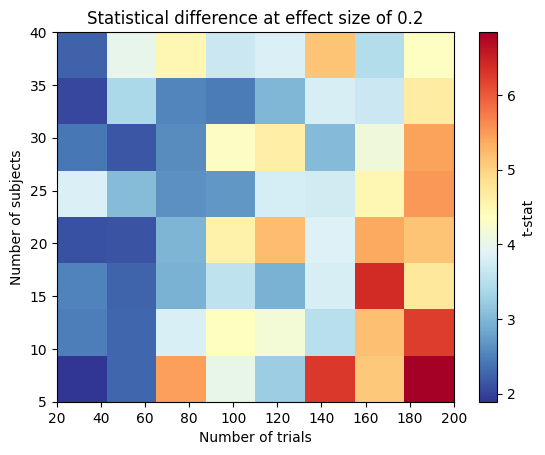 Statistical difference at effect size of 0.2
Number of subjects
40
35
30
25
20
15
10
5
20 40 60 80 100 120 140 160 180 200
Number of trials
6
5
4
3
2
t-stat